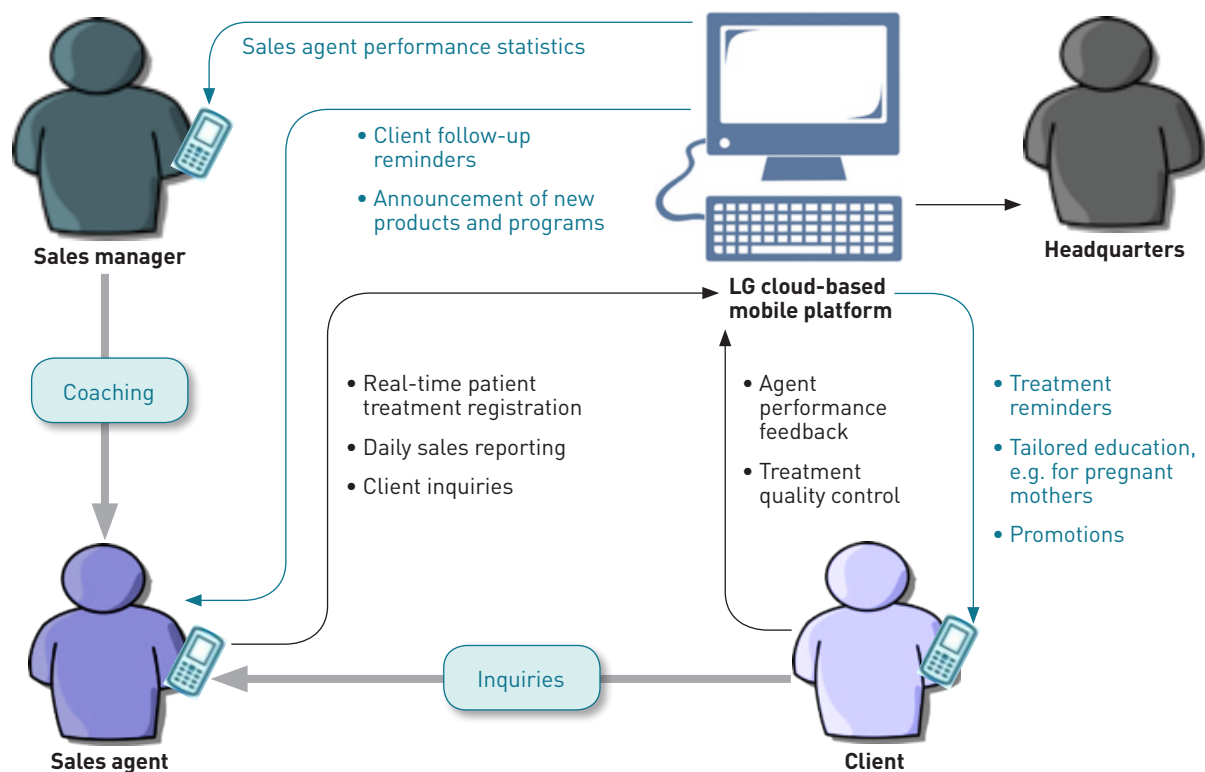 Sales agent performance statistics
• Client follow-up
reminders
• Announcement of new
products and programs
Sales manager
Headquarters
LG cloud-based
mobile platform
Coaching
• Real-time patient
treatment registration
• Daily sales reporting
• Client inquiries
• Agent
performance
feedback
• Treatment
quality control
• Treatment
reminders
• Tailored education,
e.g. for pregnant
mothers
• Promotions
Inquiries
Sales agent
Client